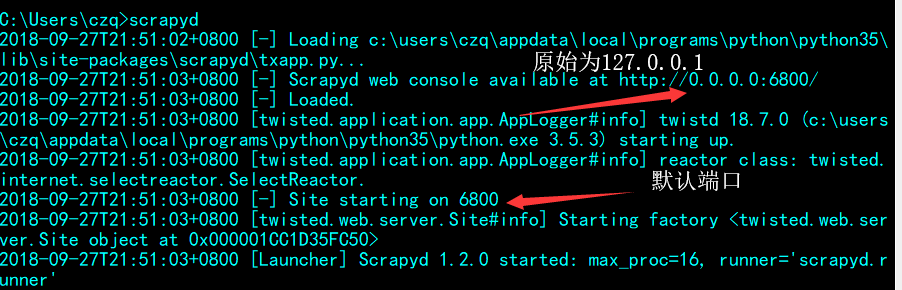 C:\Users\czq>scrapyd
2018-09-27T21:51:02+0800 [-] Loading c:\users\czq\appdata\local\programs\python\python35\
lib\site-packages\scrapyd\txapp.py...
原始为127.0.0.1
2018-09-27T21:51:03+0800 [-] Scrapyd web console available at http://0.0.0.0:6800/
2018-09-27T21:51:03+0800 [-] Loaded.
2018-09-27T21:51:03+0800 [twisted.application.app.AppLogger#info] twistd 18.7.0 (c:\users
\czq\appdata\local\programs\python\python35\python.exe 3.5.3) starting up.
2018-09-27T21:51:03+0800 [twisted.application.app.AppLogger#info] reactor class: twisted.
internet.selectreactor.SelectReactor.
默认端口
2018-09-27T21:51:03+0800 [-] Site starting on 6800
2018-09-27T21:51:03+0800 [twisted.web.server.Site#info] Starting factory <twisted.web.ser
ver.Site object at 0x000001CC1D35FC50>
2018-09-27T21:51:03+0800 [Launcher] Scrapyd 1.2.0 started: max_proc=16, runner='scrapyd.r
unner'